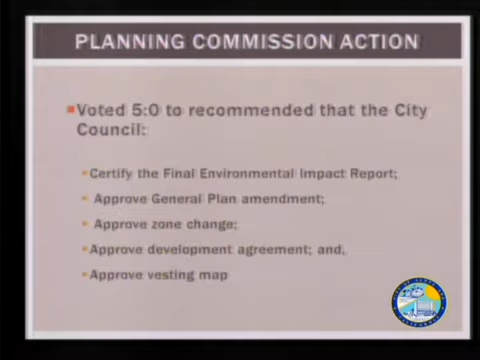 PLANNING COMMISSION ACTION
Voted 5:0 to recommended that the City
Council:
Certify the Final Environmental Impact Report;
Approve General Plan amendment;
Approve zone change;
Approve development agreement; and,
Approve vesting map